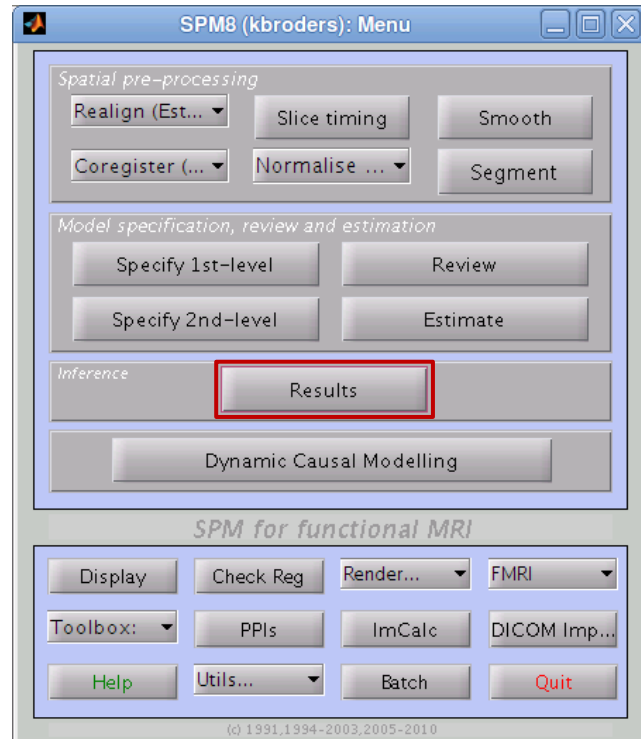 SPM8 (kbroders): Menu
Spatial pre-processing
Realign (Est... Slice timing Smooth
Coregister (... Normalise ... Segment
Model specification, review and estimation
Specify 1st-level Review
Specify 2nd-level Estimate
Inference
Results
Dynamic Causal Modelling
SPM for functional MRI
Display Check Reg Render... FMRI
Toolbox: PPIs ImCalc DICOM Imp...
Help Utils... Batch Quit
(c) 1991,1994-2003,2005-2010